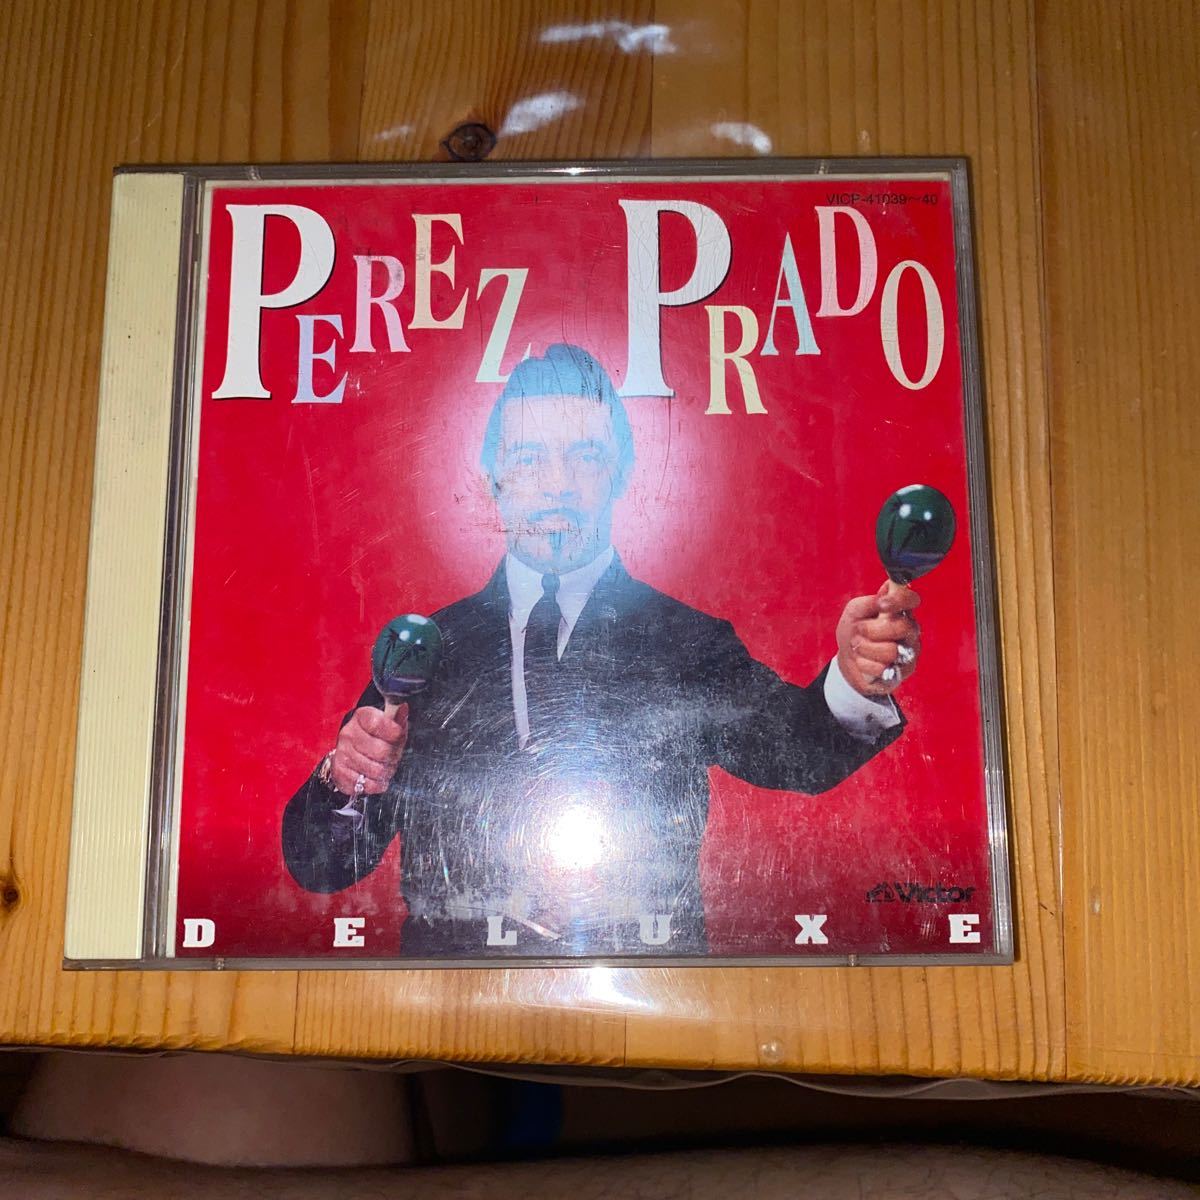 VICP-41039~40
PEREZ PRADO
Victor
DELUXE